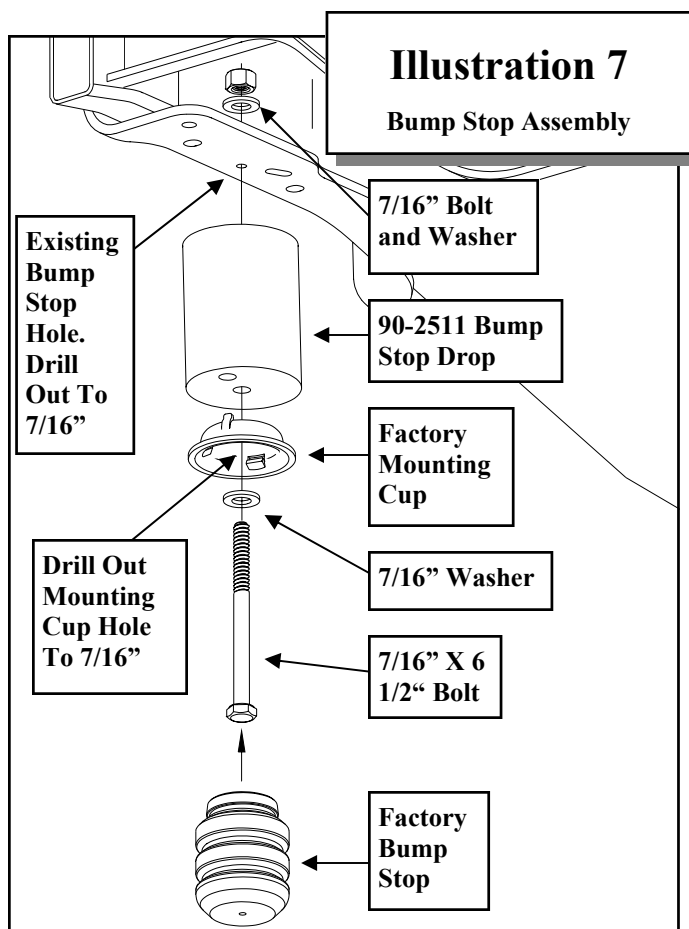 Illustration 7
Bump Stop Assembly
7/16” Bolt
and Washer
Existing
Bump
Stop
Hole.
Drill
Out To
7/16”
90-2511 Bump
Stop Drop
Factory
Mounting
Cup
Drill Out
Mounting
Cup Hole
To 7/16”
7/16” Washer
7/16” X 6
1/2“ Bolt
Factory
Bump
Stop